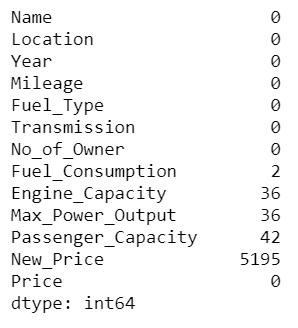 Name 0
Location 0
Year 0
Mileage 0
Fuel_Type 0
Transmission 0
No_of_Owner 0
Fuel_Consumption 2
Engine_Capacity 36
Max_Power_Output 36
Passenger_Capacity 42
New_Price 5195
Price 0
dtype: int64